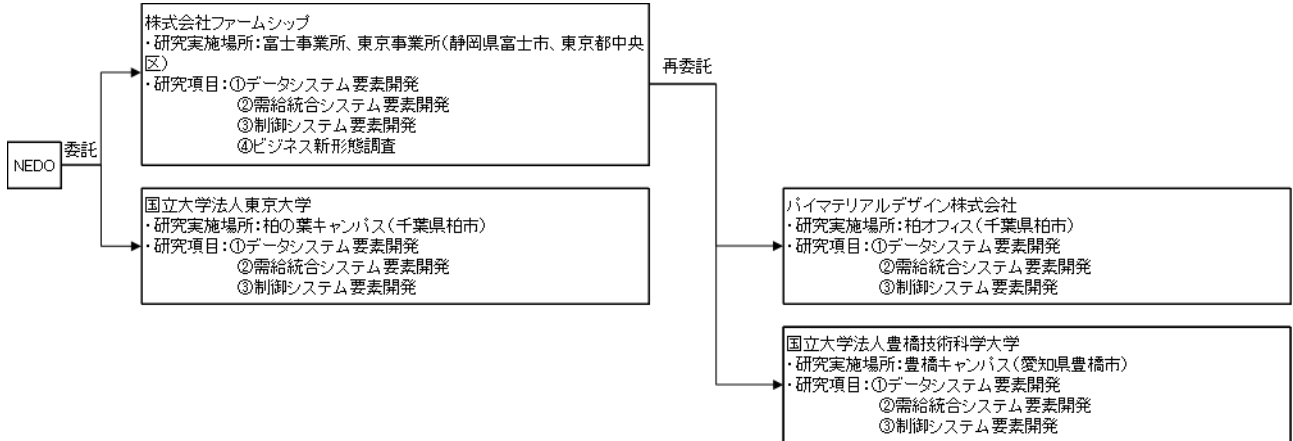 NEDO
委託
株式会社ファームシップ
・研究実施場所:富士事業所、東京事業所(静岡県富士市、東京都中央
区)
・研究項目:①データシステム要素開発
②需給統合システム要素開発
③制御システム要素開発
④ビジネス新形態調査
国立大学法人東京大学
・研究実施場所:柏の葉キャンパス(千葉県柏市)
・研究項目:①データシステム要素開発
②需給統合システム要素開発
③制御システム要素開発
再委託
パイマテリアルデザイン株式会社
・研究実施場所:柏オフィス(千葉県柏市)
・研究項目:①データシステム要素開発
②需給統合システム要素開発
③制御システム要素開発
国立大学法人豊橋技術科学大学
・研究実施場所:豊橋キャンパス(愛知県豊橋市)
・研究項目:①データシステム要素開発
②需給統合システム要素開発
③制御システム要素開発